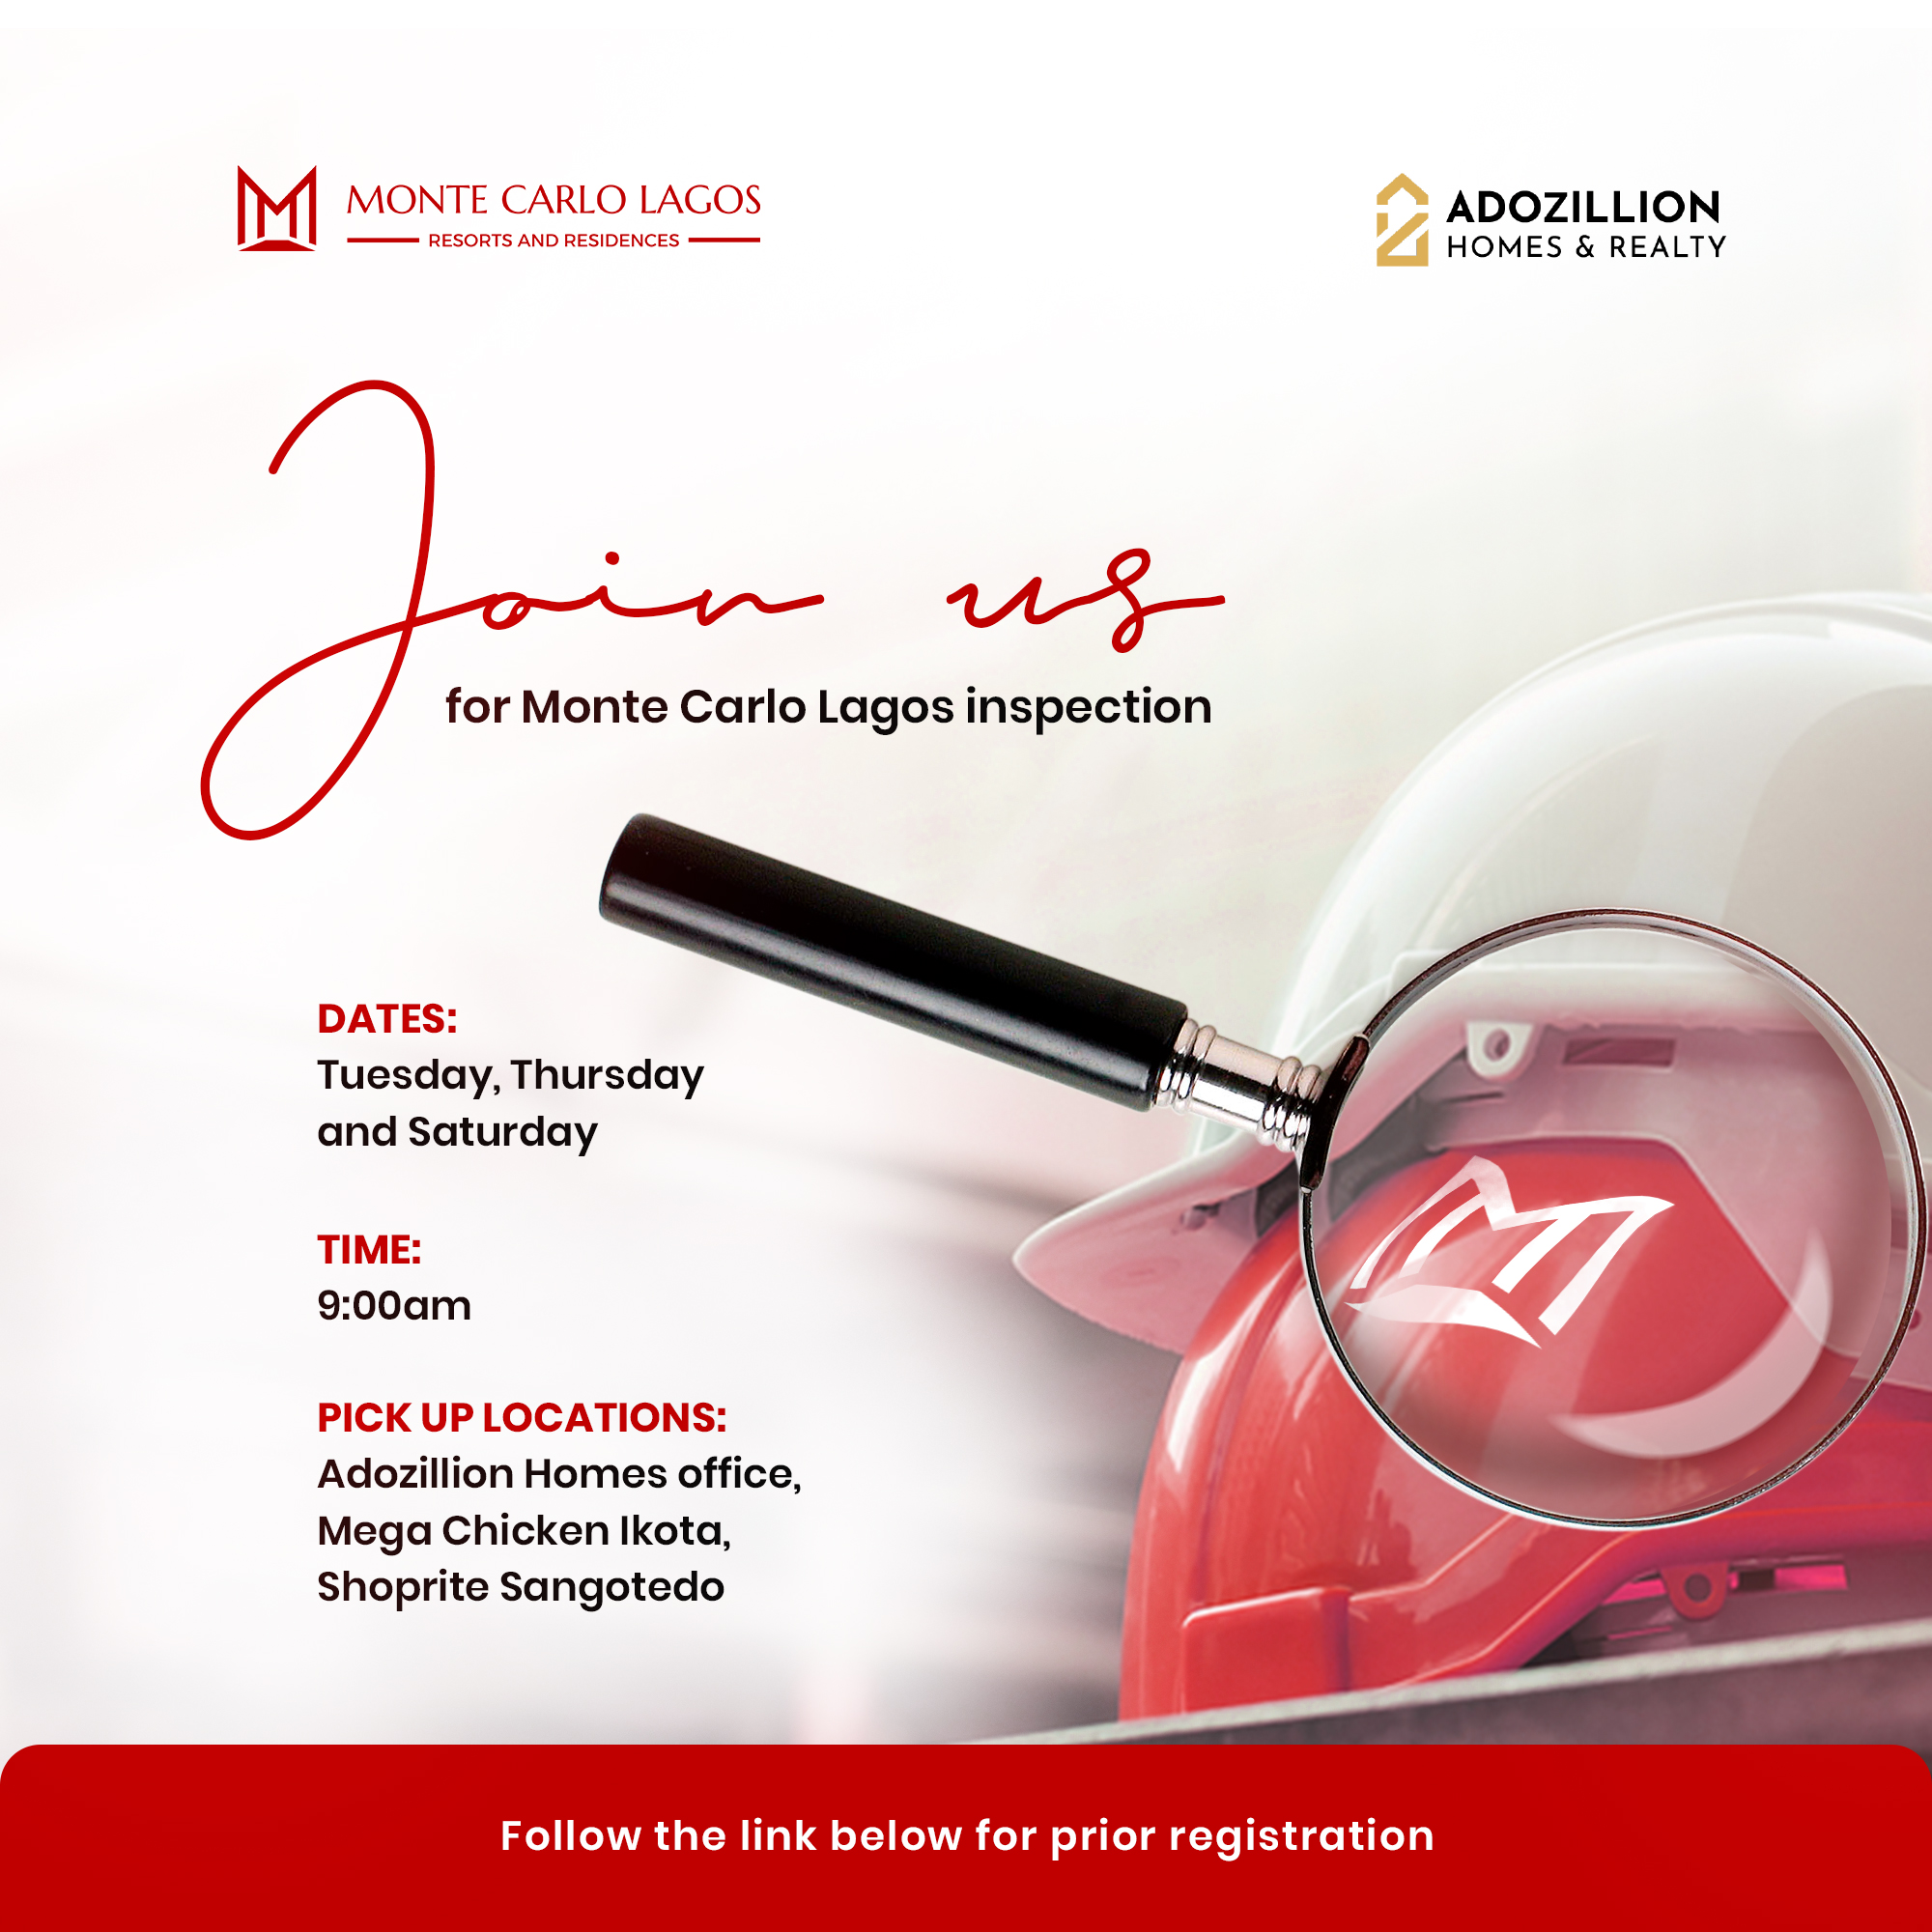 MONTE CARLO LAGOS
RESORTS AND RESIDENCES
ADOZILLION
HOMES & REALTY
Join us
for Monte Carlo Lagos inspection
DATES:
Tuesday, Thursday
and Saturday
TIME:
9:00am
PICK UP LOCATIONS:
Adozillion Homes office,
Mega Chicken Ikota,
Shoprite Sangotedo
Follow the link below for prior registration